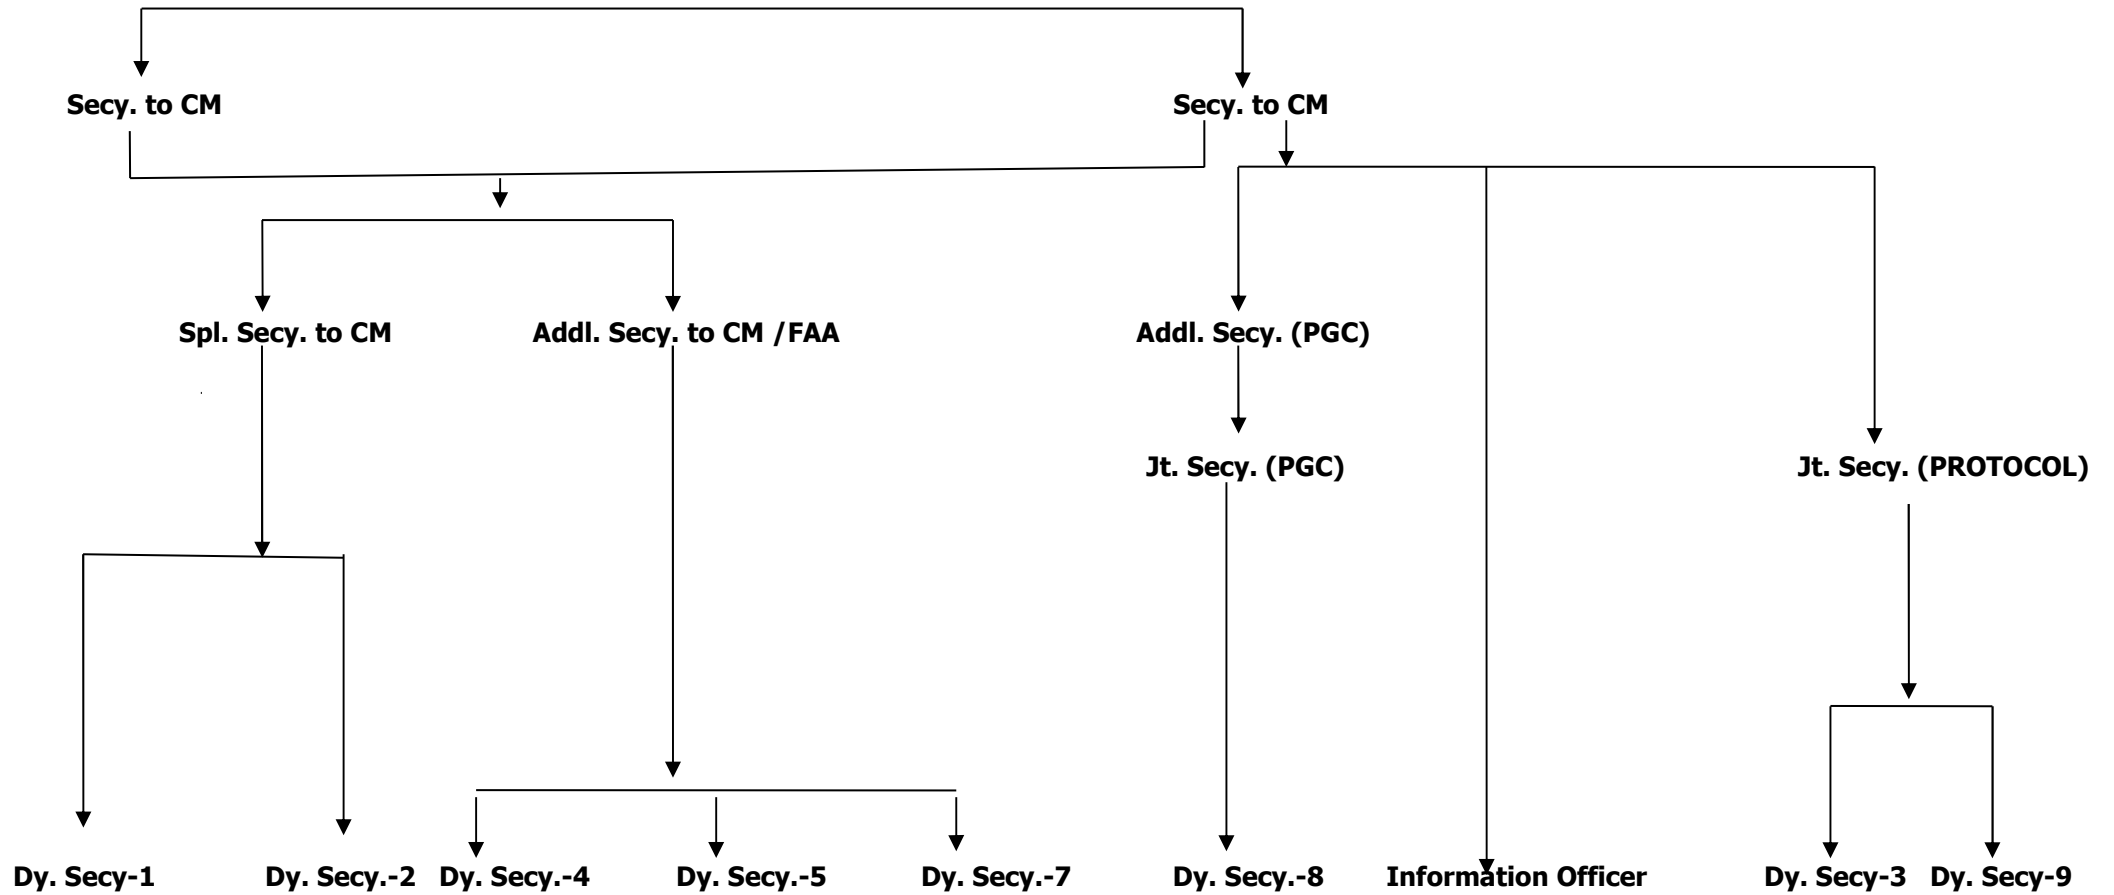 Secy. to CM
Secy. to CM
Spl. Secy. to CM
Addl. Secy. to CM /FAA
Addl. Secy. (PGC)
Jt. Secy. (PGC)
Jt. Secy. (PROTOCOL)
Dy. Secy-1
Dy. Secy.-2
Dy. Secy.-4
Dy. Secy.-5
Dy. Secy.-7
Dy. Secy.-8
Information Officer
Dy. Secy-3
Dy. Secy-9